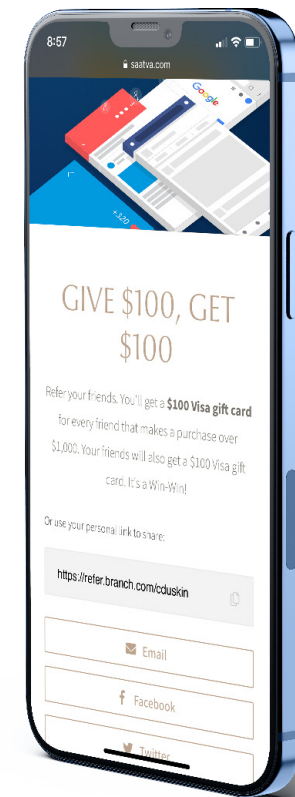 8:57
saatva.com
Google
+320
GIVE $100, GET
$100
Refer your friends. You'll get a $100 Visa gift card
for every friend that makes a purchase over
$1,000. Your friends will also get a $100 Visa gift
card. It's a Win-Win!
Or use your personal link to share:
https://refer.branch.com/cduskin
Email
Facebook
Twitter